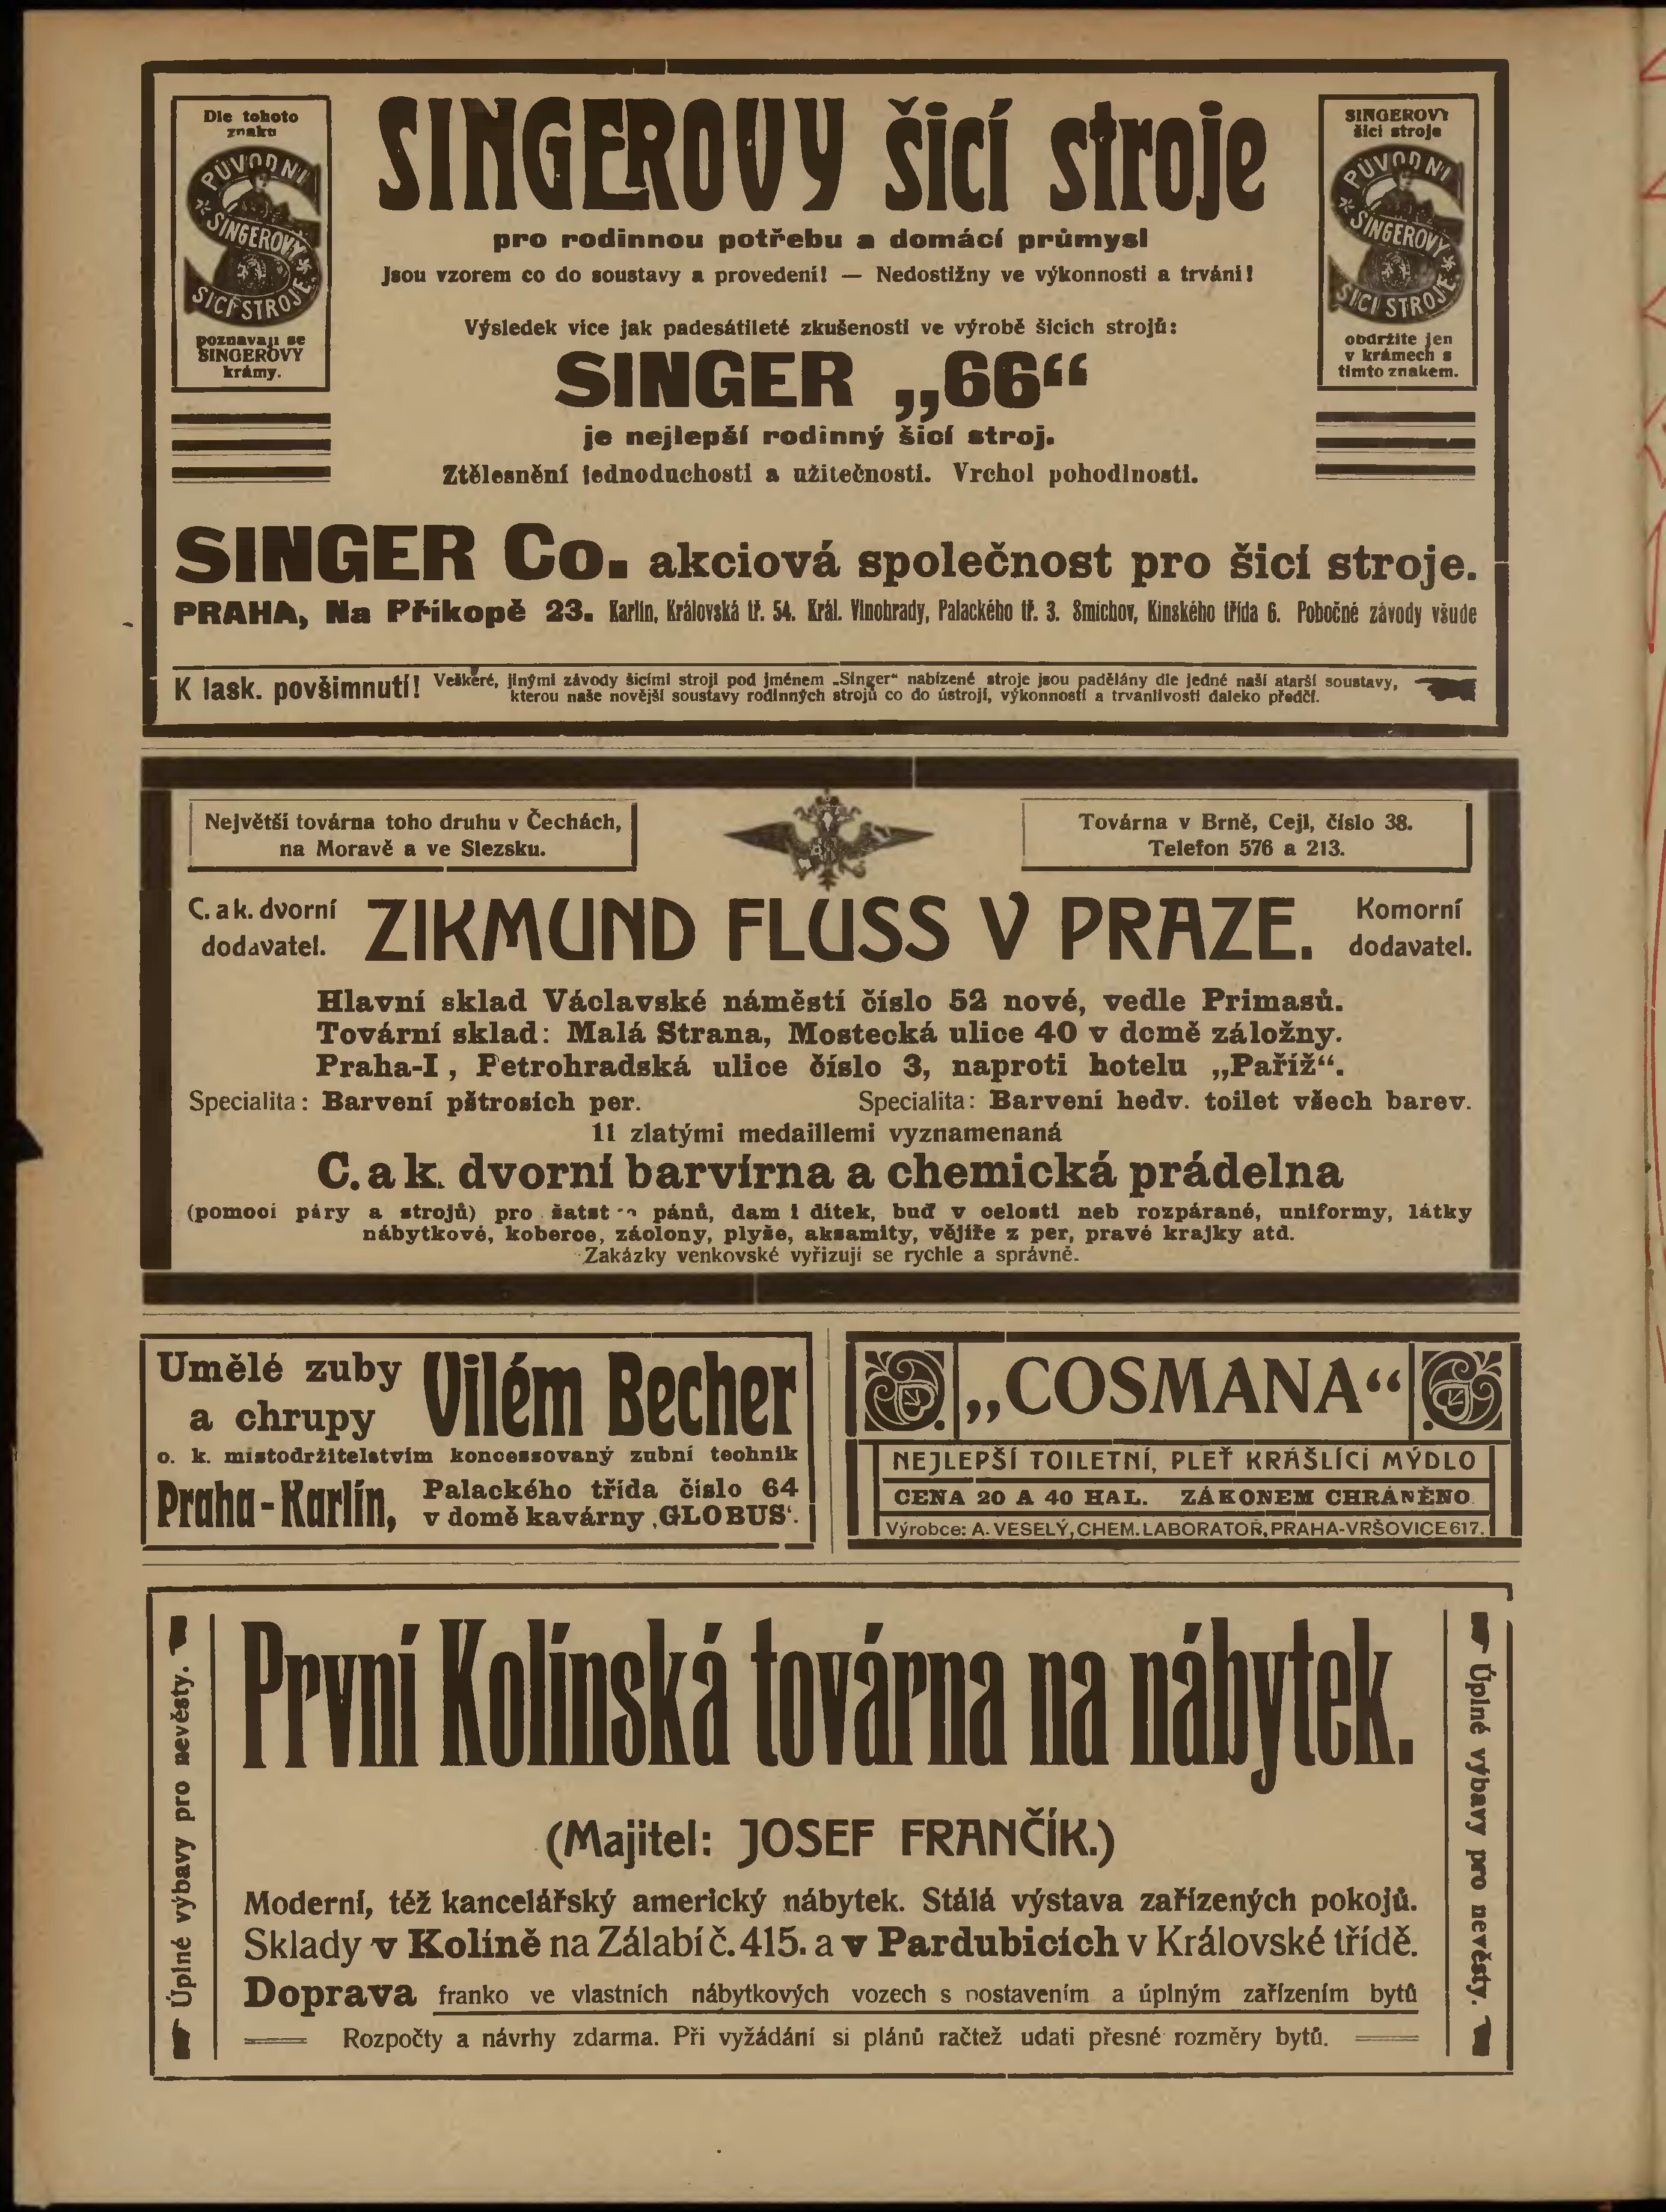 Dle tohoto
znaku
PŮVODNÍ
SINGEROVY
ŠICÍ STROJE
poznávají se
SINGEROVY
krámy.
SINGEROVY šicí stroje
pro rodinnou potřebu a domácí průmysl
Jsou vzorem co do soustavy a provedení! — Nedostižny ve výkonnosti a trvání!
Výsledek více jak padesátileté zkušenosti ve výrobě šicích strojů:
SINGER „66“
je nejlepší rodinný šicí stroj.
Ztělesnění jednoduchosti a užitečnosti. Vrchol pohodlnosti.
SINGEROVY
šicí stroje
PŮVODNÍ
SINGEROVY
ŠICÍ STROJE
obdržíte jen
v krámech s
tímto znakem.
SINGER Co. akciová společnost pro šicí stroje.
PRAHA, Na Příkopě 23. Karlín, Královská tř. 54. Král. Vinohrady, Palackého tř. 3. Smíchov, Kinského třída 6. Pobočné závody všude
K lask. povšimnutí! Veškeré, jinými závody šicími stroji pod jménem „Singer“ nabízené stroje jsou padělány dle jedné naší starší soustavy,
kterou naše novější soustavy rodinných strojů co do ústrojí, výkonnosti a trvanlivosti daleko předčí.
Největší továrna toho druhu v Čechách,
na Moravě a ve Slezsku.
Továrna v Brně, Cejl, číslo 38.
Telefon 576 a 213.
C. a k. dvorní
dodavatel.
ZIKMUND FLUSS V PRAZE.
Komorní
dodavatel.
Hlavní sklad Václavské náměstí číslo 52 nové, vedle Primasů.
Tovární sklad: Malá Strana, Mostecká ulice 40 v domě záložny.
Praha-I, Petrohradská ulice číslo 3, naproti hotelu „Paříž“.
Specialita: Barvení pštrosích per. Specialita: Barvení hedv. toilet všech barev.
11 zlatými medaillemi vyznamenaná
C. a k. dvorní barvírna a chemická prádelna
(pomocí páry a strojů) pro pánů, dam i dítek, buď v celosti neb rozpárané, uniformy, látky
nábytkové, koberce, záclony, plyše, aksamity, vějíře z per, pravé krajky atd.
Zakázky venkovské vyřizují se rychle a správně.
Umělé zuby
a chrupy
Vilém Becher
c. k. místodržitelstvím koncessovaný zubní technik
Praha-Karlín,
Palackého třída číslo 64
v domě kavárny ‚GLOBUS‘.
„COSMANA“
NEJLEPŠÍ TOILETNÍ, PLEŤ KRÁŠLÍCÍ MÝDLO
CENA 20 A 40 HAL. ZÁKONEM CHRÁNĚNO
Výrobce: A. VESELÝ, CHEM. LABORATOŘ, PRAHA-VRŠOVICE 617.
Úplné výbavy pro nevěsty.
První Kolínská továrna na nábytek.
(Majitel: JOSEF FRANČÍK.)
Moderní, též kancelářský americký nábytek. Stálá výstava zařízených pokojů.
Sklady v Kolíně na Zálabí č. 415. a v Pardubicích v Královské třídě.
Doprava franko ve vlastních nábytkových vozech s postavením a úplným zařízením bytů
Rozpočty a návrhy zdarma. Při vyžádání si plánů račtež udati přesné rozměry bytů.
Úplné výbavy pro nevěsty.